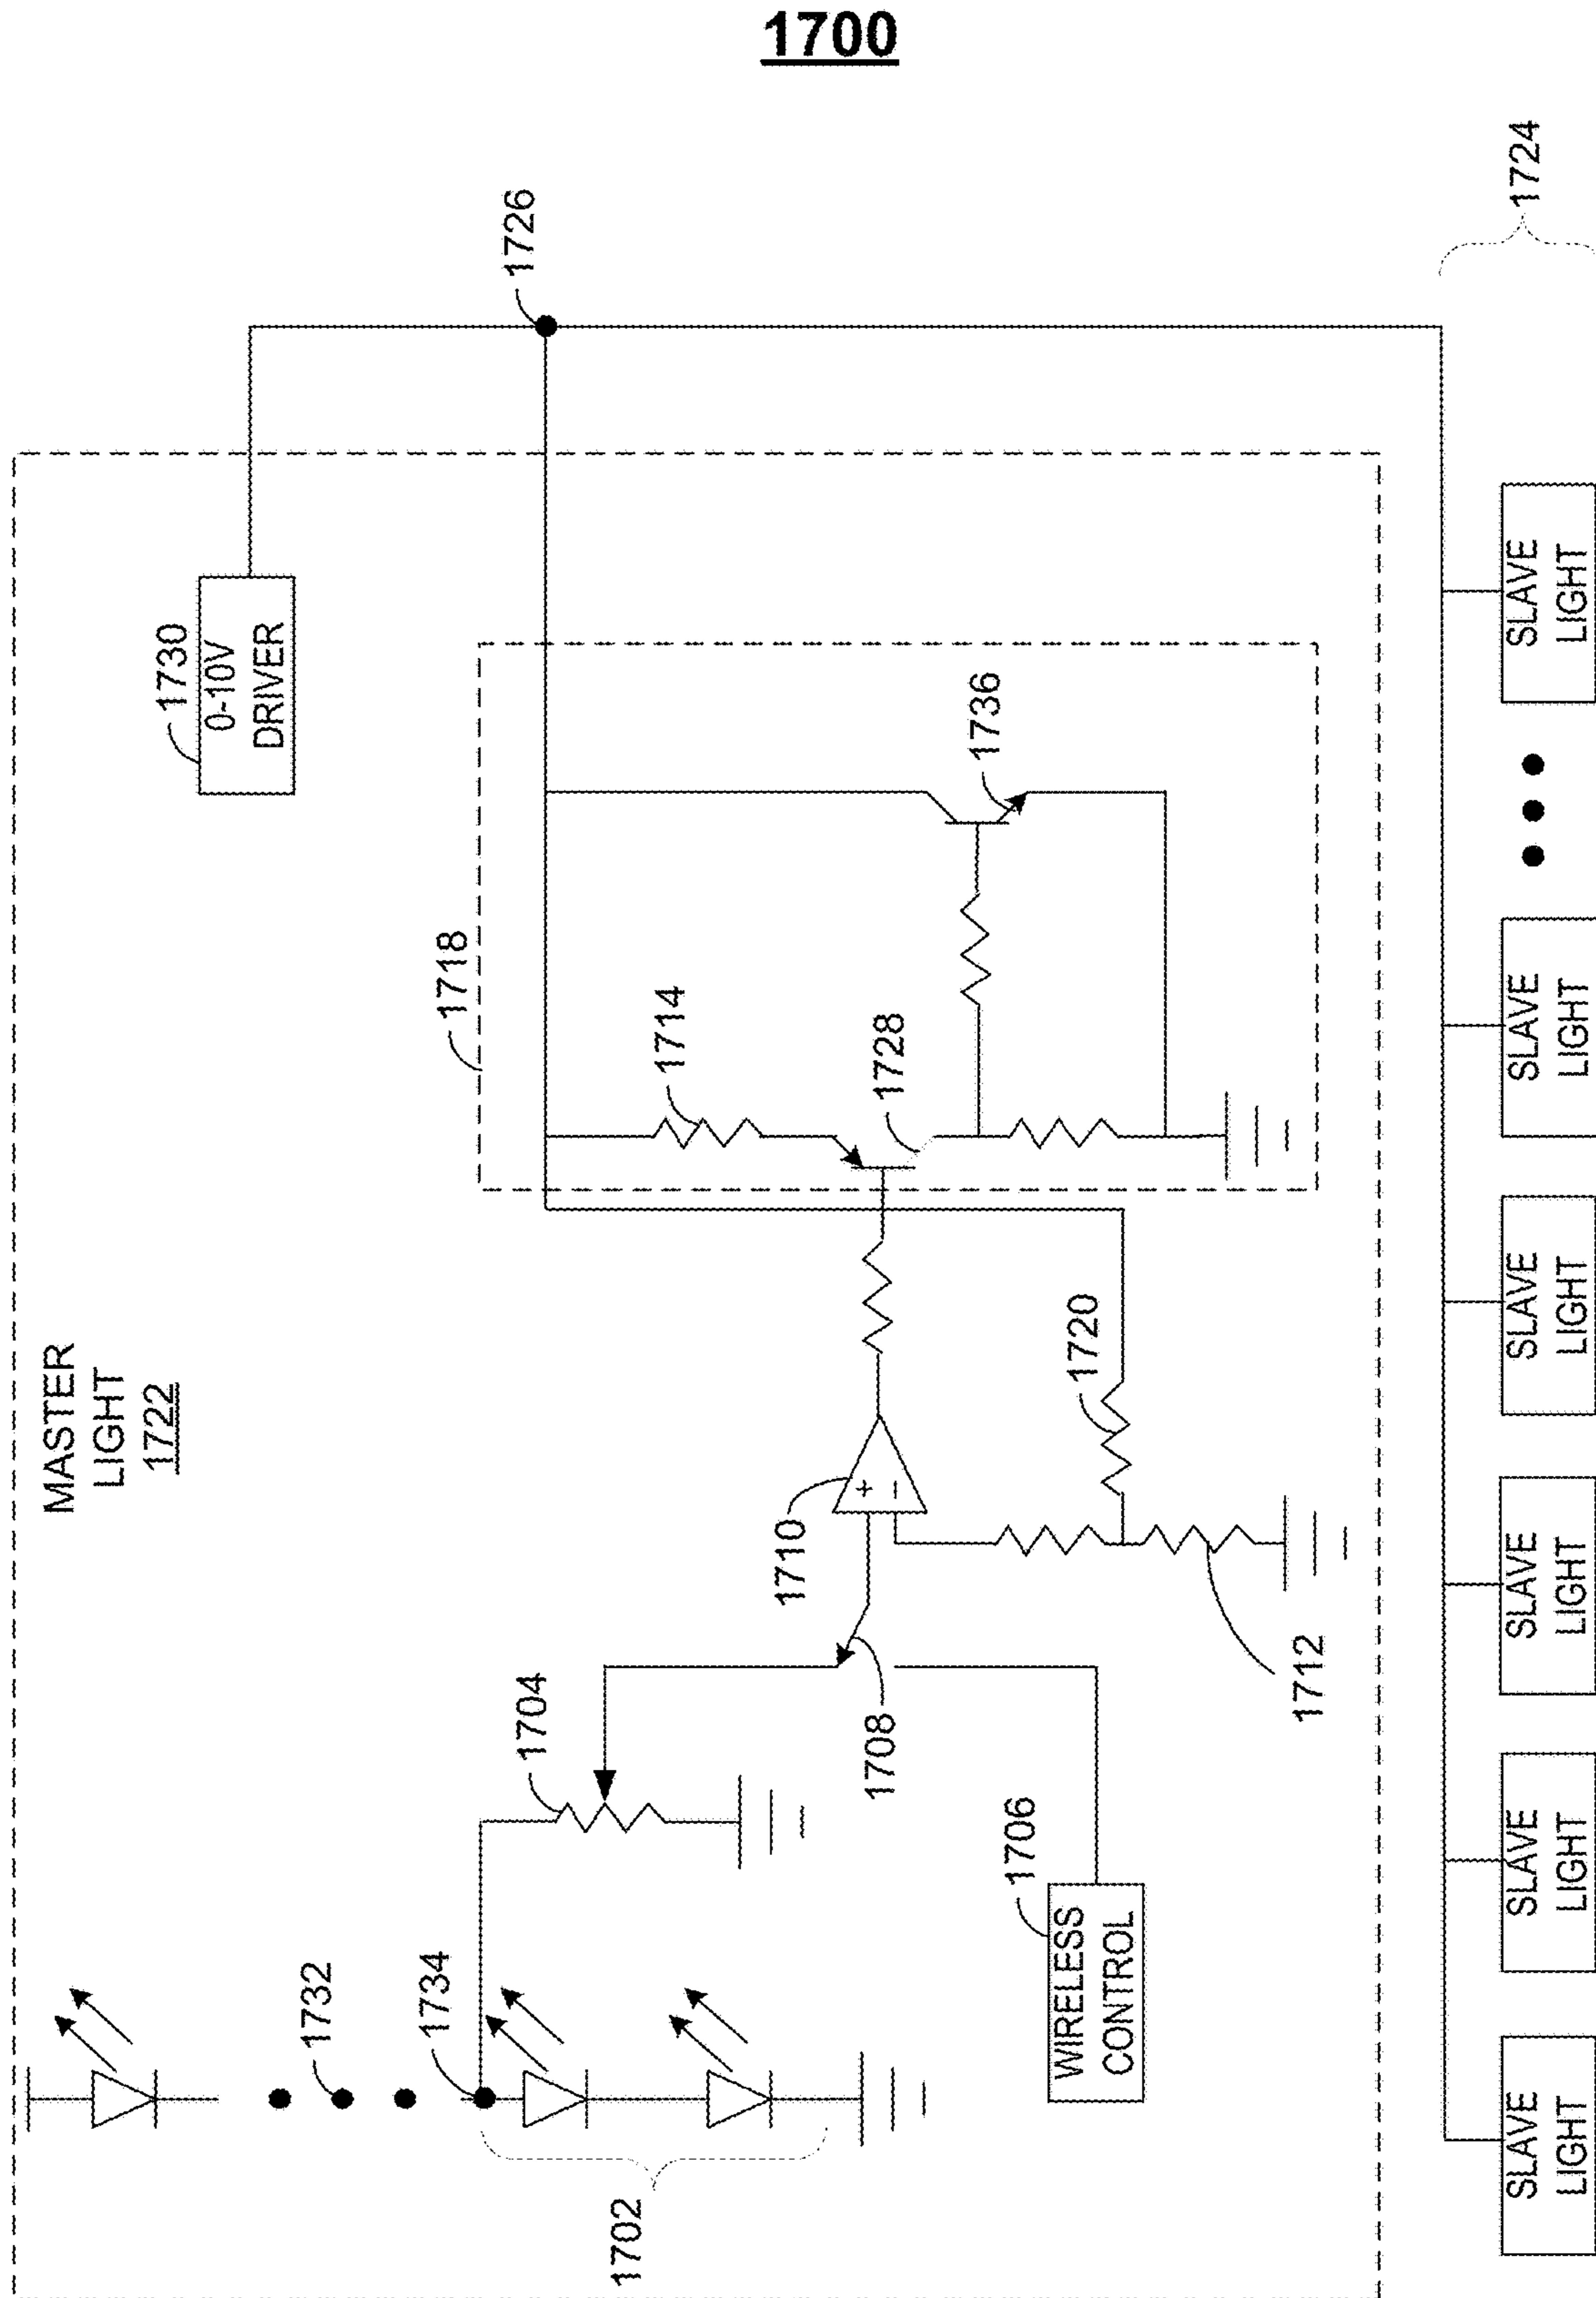 1700
MASTER
LIGHT
1722
1730
0-10V
DRIVER
1726
1718
1714
1728
1736
1710
+
−
1720
1712
1704
1708
1706
WIRELESS
CONTROL
1732
1734
1702
1724
SLAVE
LIGHT
SLAVE
LIGHT
SLAVE
LIGHT
SLAVE
LIGHT
SLAVE
LIGHT
SLAVE
LIGHT